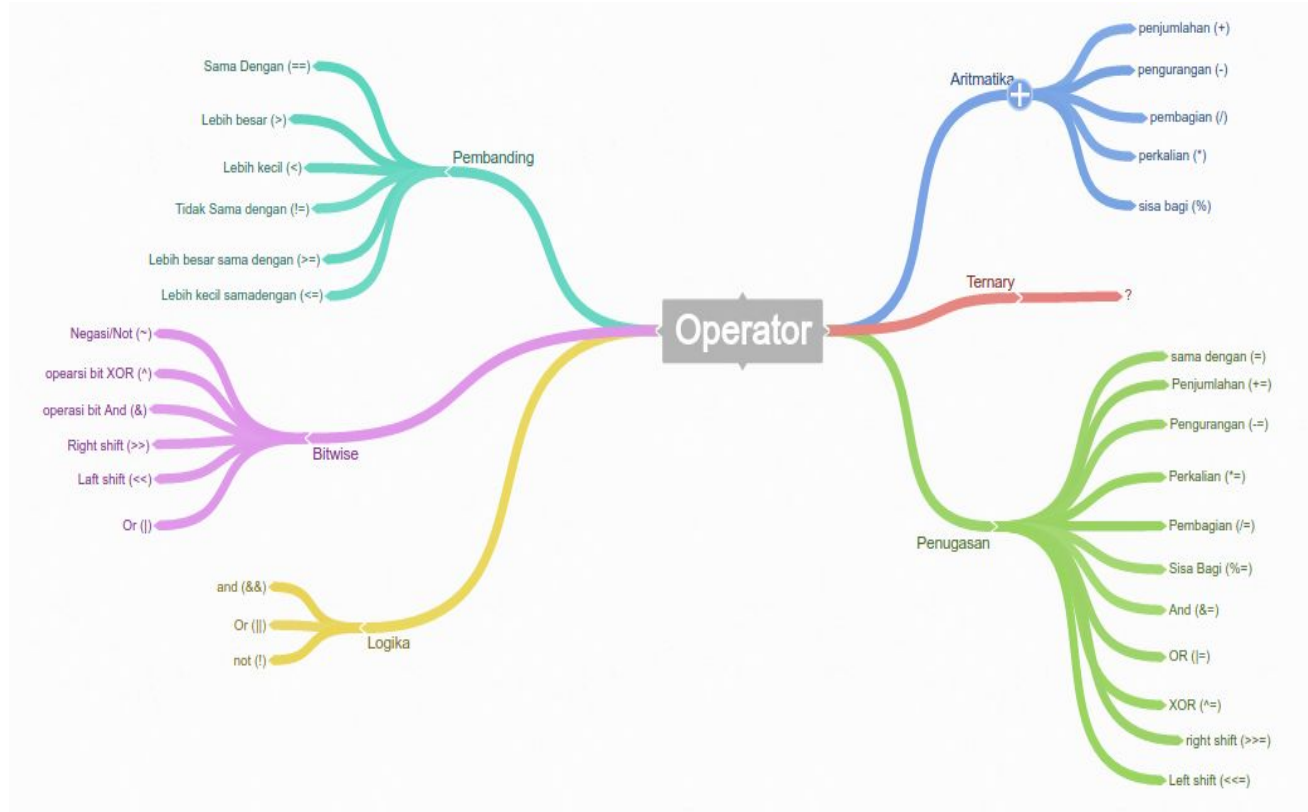 Operator
Pembanding
Sama Dengan (==)
Lebih besar (>)
Lebih kecil (<)
Tidak Sama dengan (!=)
Lebih besar sama dengan (>=)
Lebih kecil samadengan (<=)
Bitwise
Negasi/Not (~)
opearsi bit XOR (^)
operasi bit And (&)
Right shift (>>)
Laft shift (<<)
Or (|)
Logika
and (&&)
Or (||)
not (!)
Aritmatika
penjumlahan (+)
pengurangan (-)
pembagian (/)
perkalian (*)
sisa bagi (%)
Ternary
?
Penugasan
sama dengan (=)
Penjumlahan (+=)
Pengurangan (-=)
Perkalian (*=)
Pembagian (/=)
Sisa Bagi (%=)
And (&=)
OR (|=)
XOR (^=)
right shift (>>=)
Left shift (<<=)